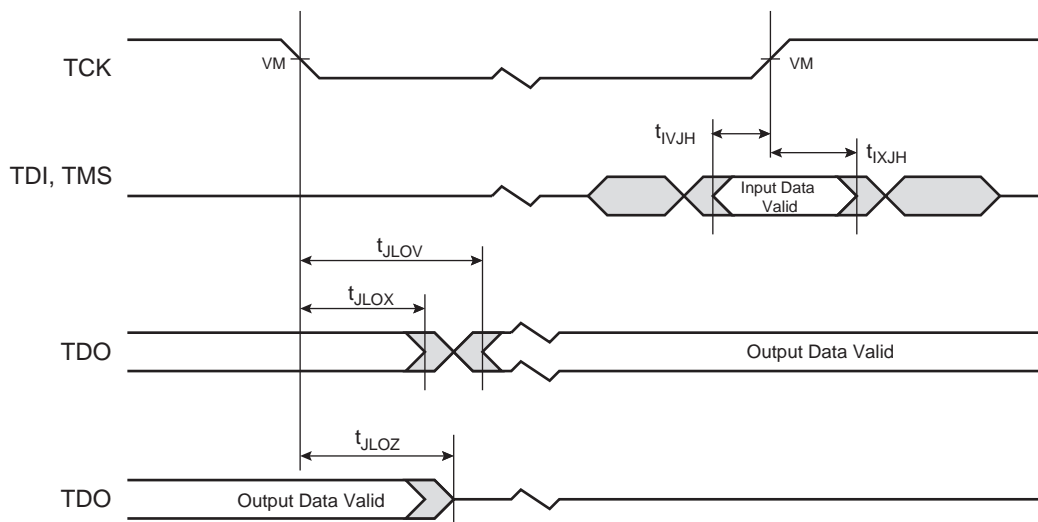 TCK
VM
VM
tIVJH
tIXJH
TDI, TMS
Input Data
Valid
tJLOV
tJLOX
TDO
Output Data Valid
tJLOZ
TDO
Output Data Valid